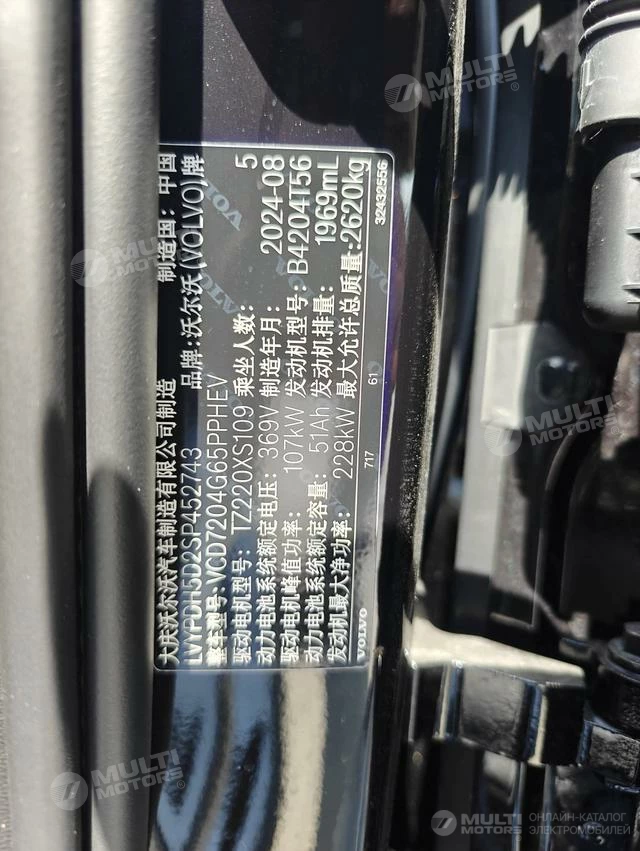 大庆沃尔沃汽车制造有限公司制造 制造国: 中国
LVYPDH5D2SP452743 品牌: 沃尔沃 (VOLVO)牌
整车型号: VCD7204G65PPHEV 乘坐人数: 5
驱动电机型号: TZ220XS109 制造年月: 2024-08
动力电池系统额定电压: 369V 发动机型号: B4204T56
驱动电机峰值功率: 107kW 发动机排量: 1969mL
动力电池系统额定容量: 51Ah 最大允许总质量: 2620kg
发动机最大净功率: 228kW
VOLVO 717 61 32432556
VOLVO
VOLVO
VOLVO
MULTI MOTORS®
MULTI MOTORS®
MULTI MOTORS®
MULTI MOTORS®
MULTI MOTORS® ОНЛАЙН-КАТАЛОГ ЭЛЕКТРОМОБИЛЕЙ